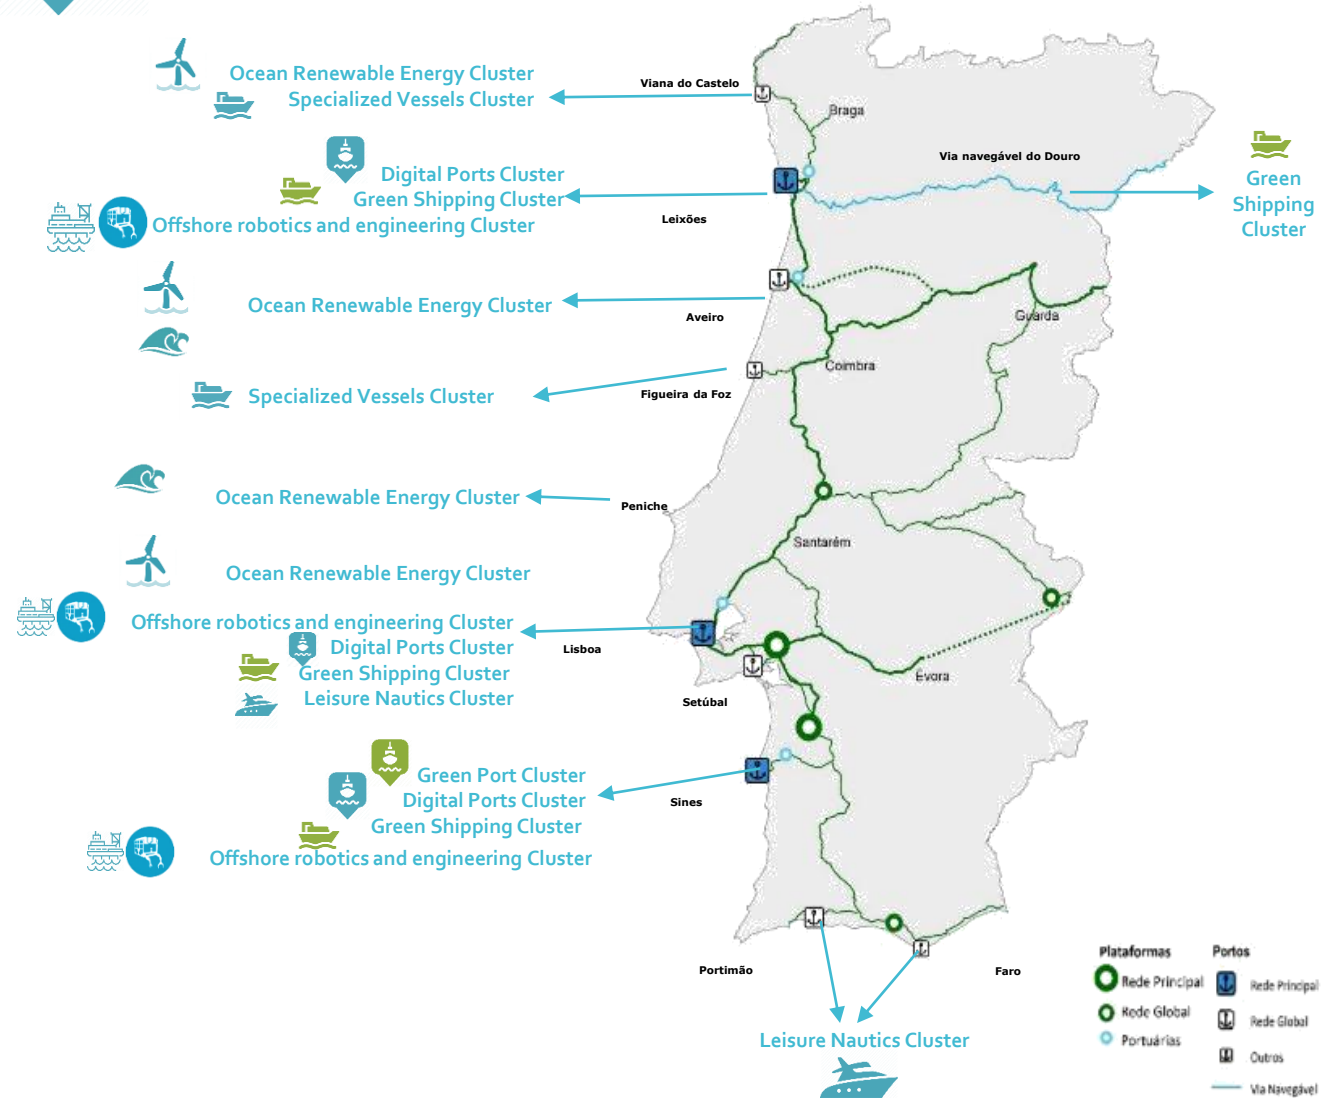 Ocean Renewable Energy Cluster
Specialized Vessels Cluster
Viana do Castelo
Braga
Digital Ports Cluster
Green Shipping Cluster
Offshore robotics and engineering Cluster
Leixões
Via navegável do Douro
Green
Shipping
Cluster
Ocean Renewable Energy Cluster
Aveiro
Guarda
Coimbra
Specialized Vessels Cluster
Figueira da Foz
Ocean Renewable Energy Cluster
Peniche
Santarém
Ocean Renewable Energy Cluster
Offshore robotics and engineering Cluster
Digital Ports Cluster
Green Shipping Cluster
Leisure Nautics Cluster
Lisboa
Évora
Setúbal
Green Port Cluster
Digital Ports Cluster
Green Shipping Cluster
Offshore robotics and engineering Cluster
Sines
Portimão
Faro
Leisure Nautics Cluster
Plataformas
Rede Principal
Rede Global
Portuárias
Portos
Rede Principal
Rede Global
Outros
Via Navegável